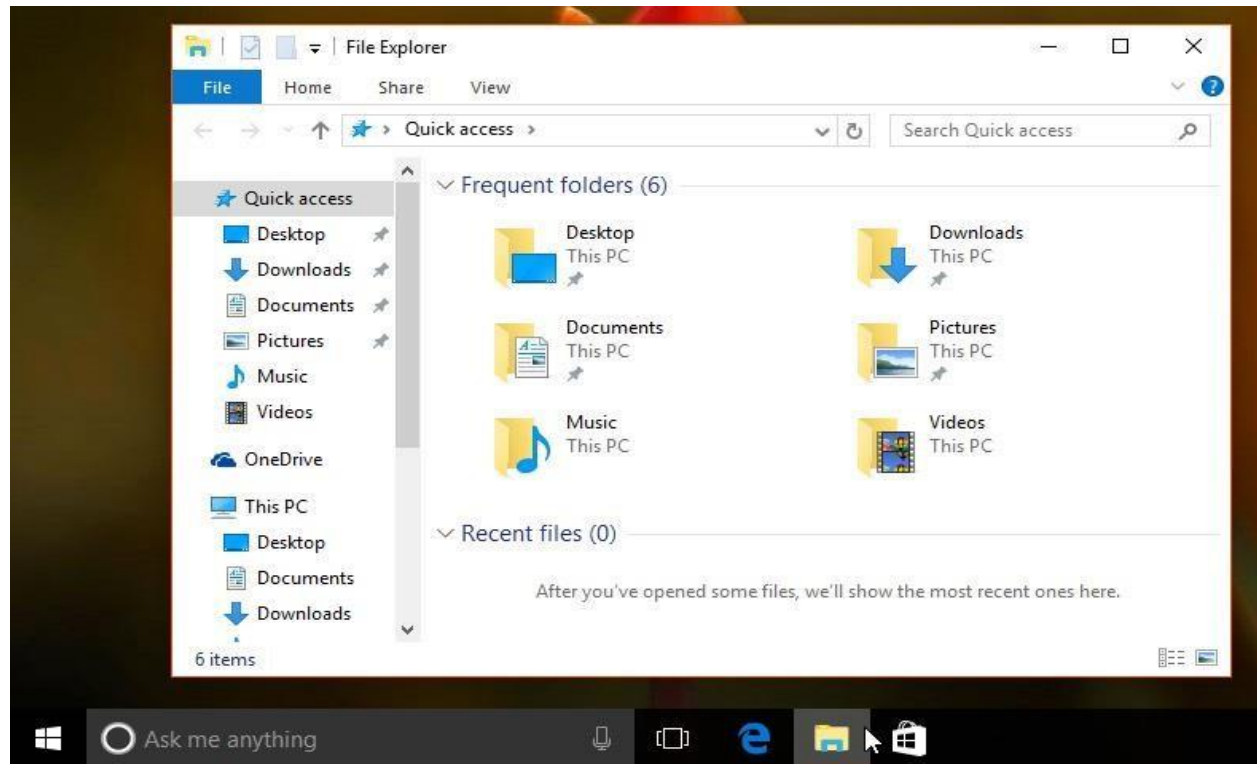 File Explorer
File Home Share View ?
Quick access
Search Quick access
Quick access
Desktop
Downloads
Documents
Pictures
Music
Videos
OneDrive
This PC
Desktop
Documents
Downloads
Frequent folders (6)
Desktop
This PC
Downloads
This PC
Documents
This PC
Pictures
This PC
Music
This PC
Videos
This PC
Recent files (0)
After you've opened some files, we'll show the most recent ones here.
6 items
Ask me anything